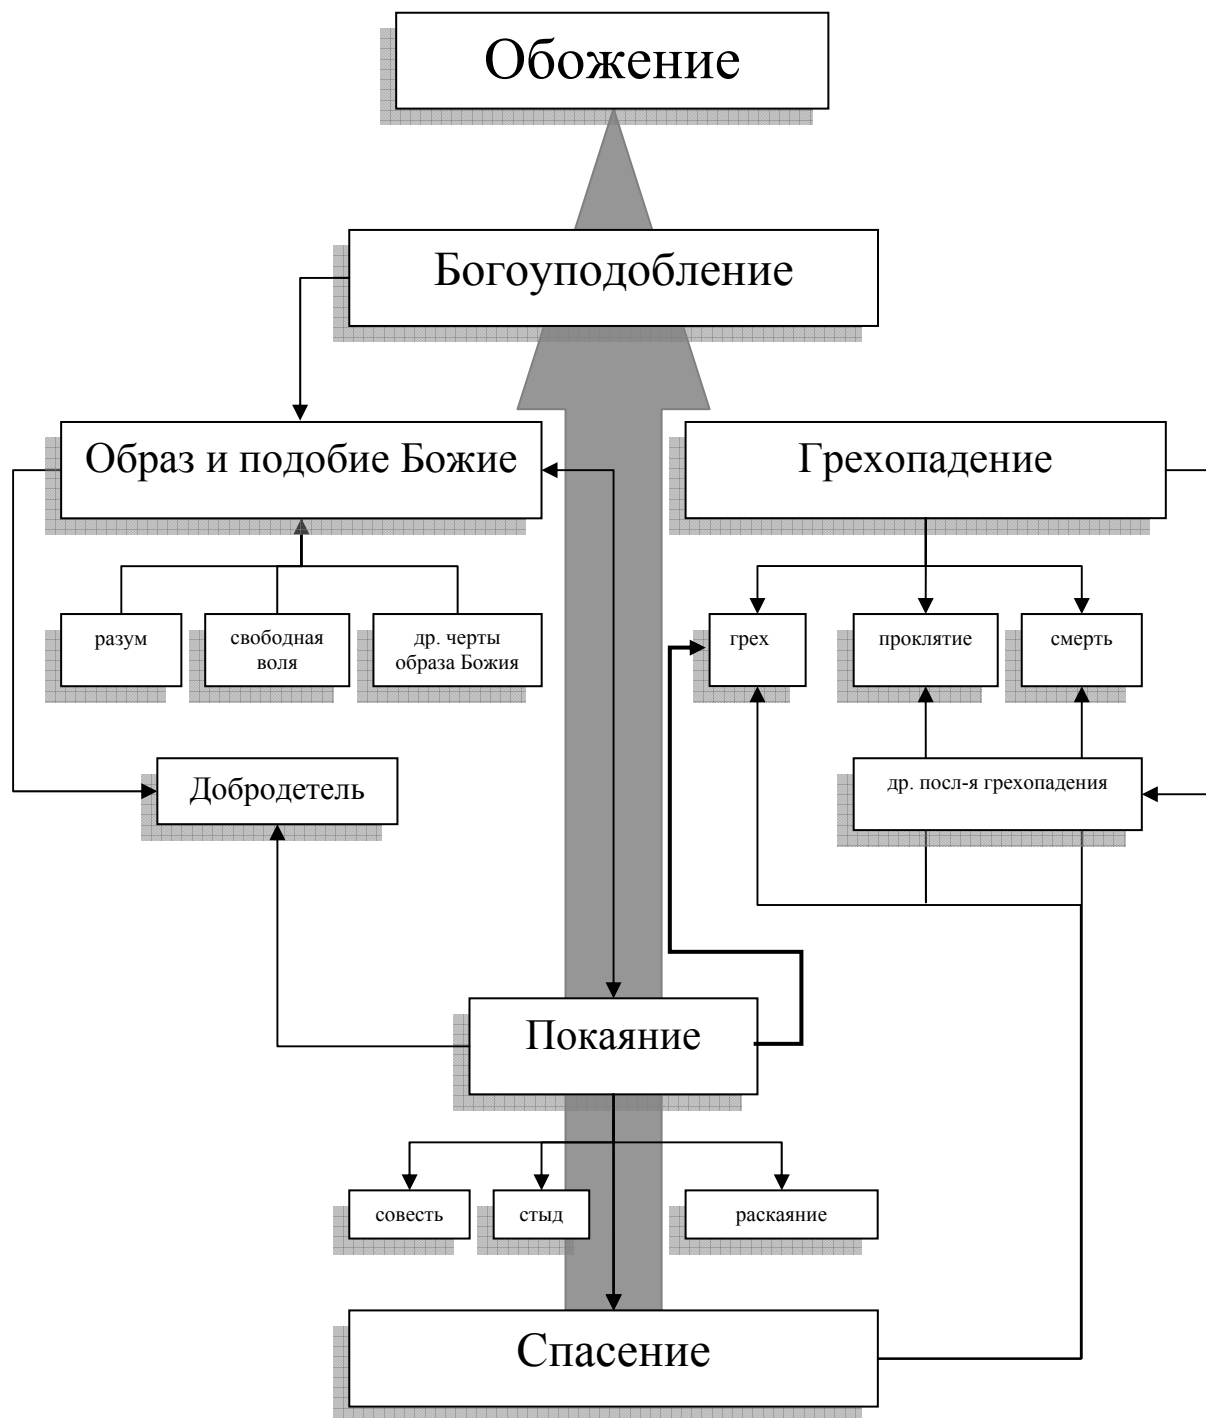 Обожение
Богоуподобление
Образ и подобие Божие
Грехопадение
разум
свободная
воля
др. черты
образа Божия
грех
проклятие
смерть
Добродетель
др. посл-я грехопадения
Покаяние
совесть
стыд
раскаяние
Спасение